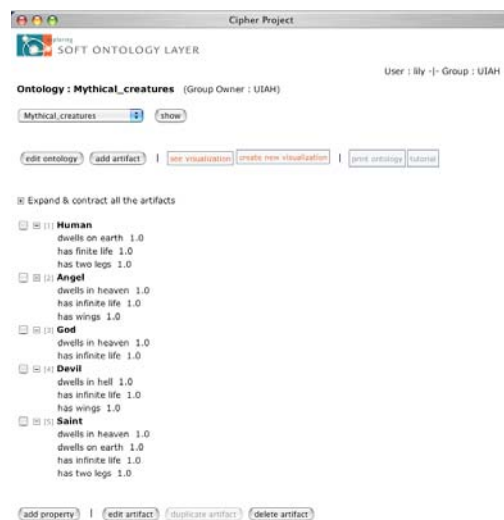 Cipher Project
exploring
SOFT ONTOLOGY LAYER
User : lily -|- Group : UIAH
Ontology : Mythical_creatures (Group Owner : UIAH)
Mythical_creatures show
edit ontology add artifact | see visualization create new visualization | print ontology tutorial
Expand & contract all the artifacts
[1] Human
dwells on earth 1.0
has finite life 1.0
has two legs 1.0
[2] Angel
dwells in heaven 1.0
has infinite life 1.0
has wings 1.0
[3] God
dwells in heaven 1.0
has infinite life 1.0
[4] Devil
dwells in hell 1.0
has infinite life 1.0
has wings 1.0
[5] Saint
dwells in heaven 1.0
dwells on earth 1.0
has infinite life 1.0
has two legs 1.0
add property | edit artifact duplicate artifact delete artifact